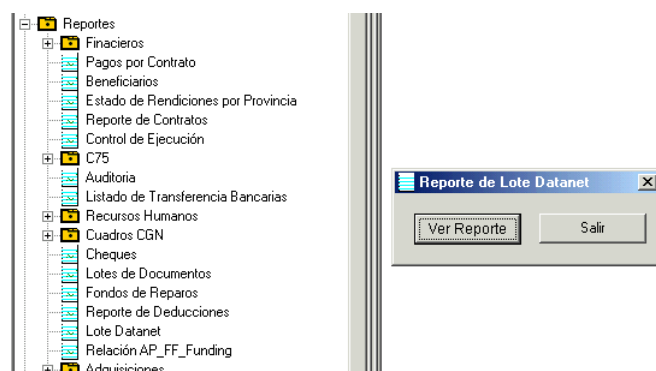 Reportes
Finacieros
Pagos por Contrato
Beneficiarios
Estado de Rendiciones por Provincia
Reporte de Contratos
Control de Ejecución
C75
Auditoria
Listado de Transferencia Bancarias
Recursos Humanos
Cuadros CGN
Cheques
Lotes de Documentos
Fondos de Reparos
Reporte de Deducciones
Lote Datanet
Relación AP_FF_Funding
Adquisiciones
Reporte de Lote Datanet
Ver Reporte
Salir